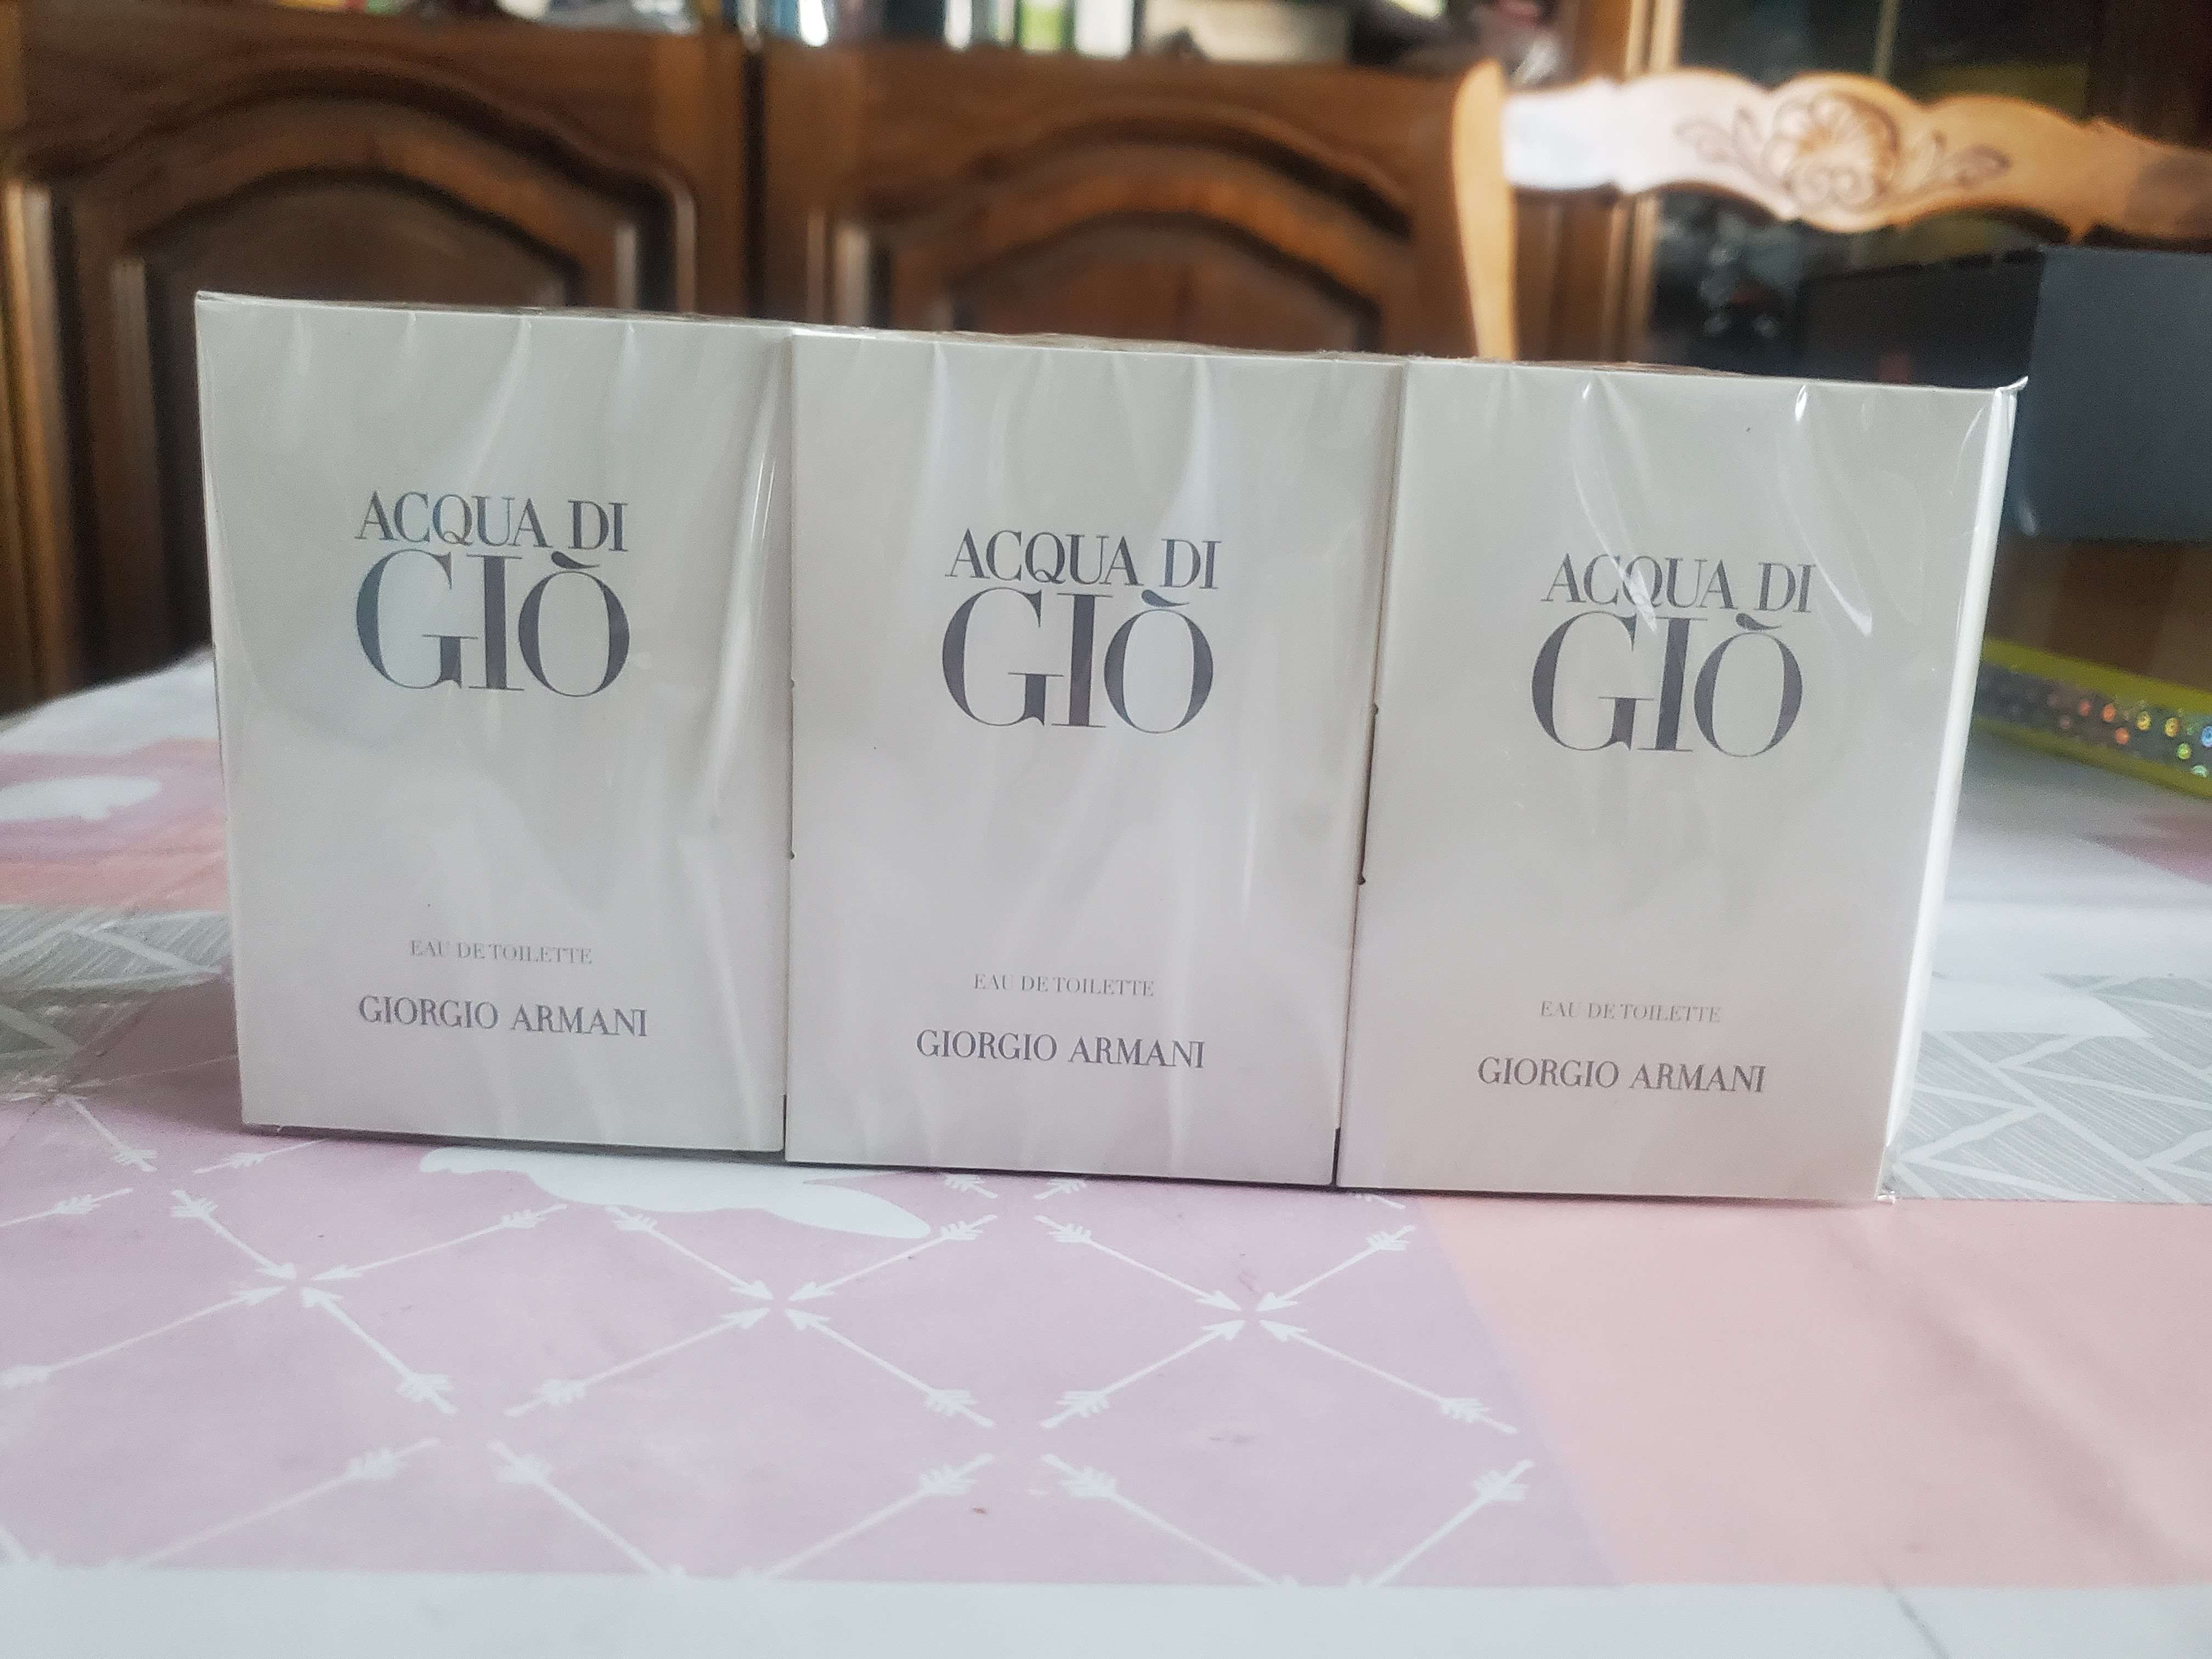 ACQUA DI
GIÒ
EAU DE TOILETTE
GIORGIO ARMANI
ACQUA DI
GIÒ
EAU DE TOILETTE
GIORGIO ARMANI
ACQUA DI
GIÒ
EAU DE TOILETTE
GIORGIO ARMANI